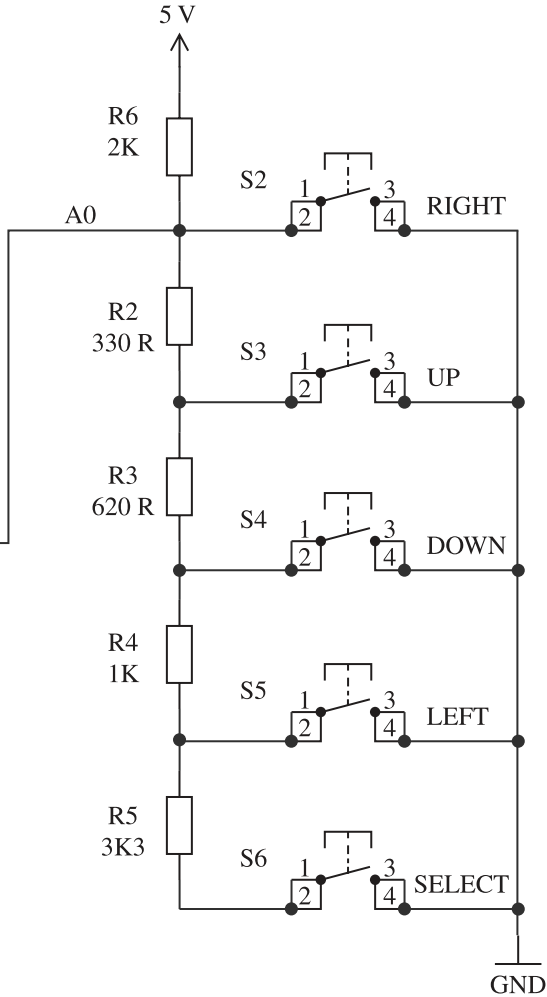 5 V
R6
2K
S2
1
3
2
4
RIGHT
A0
R2
330 R
S3
1
3
2
4
UP
R3
620 R
S4
1
3
2
4
DOWN
R4
1K
S5
1
3
2
4
LEFT
R5
3K3
S6
1
3
2
4
SELECT
GND